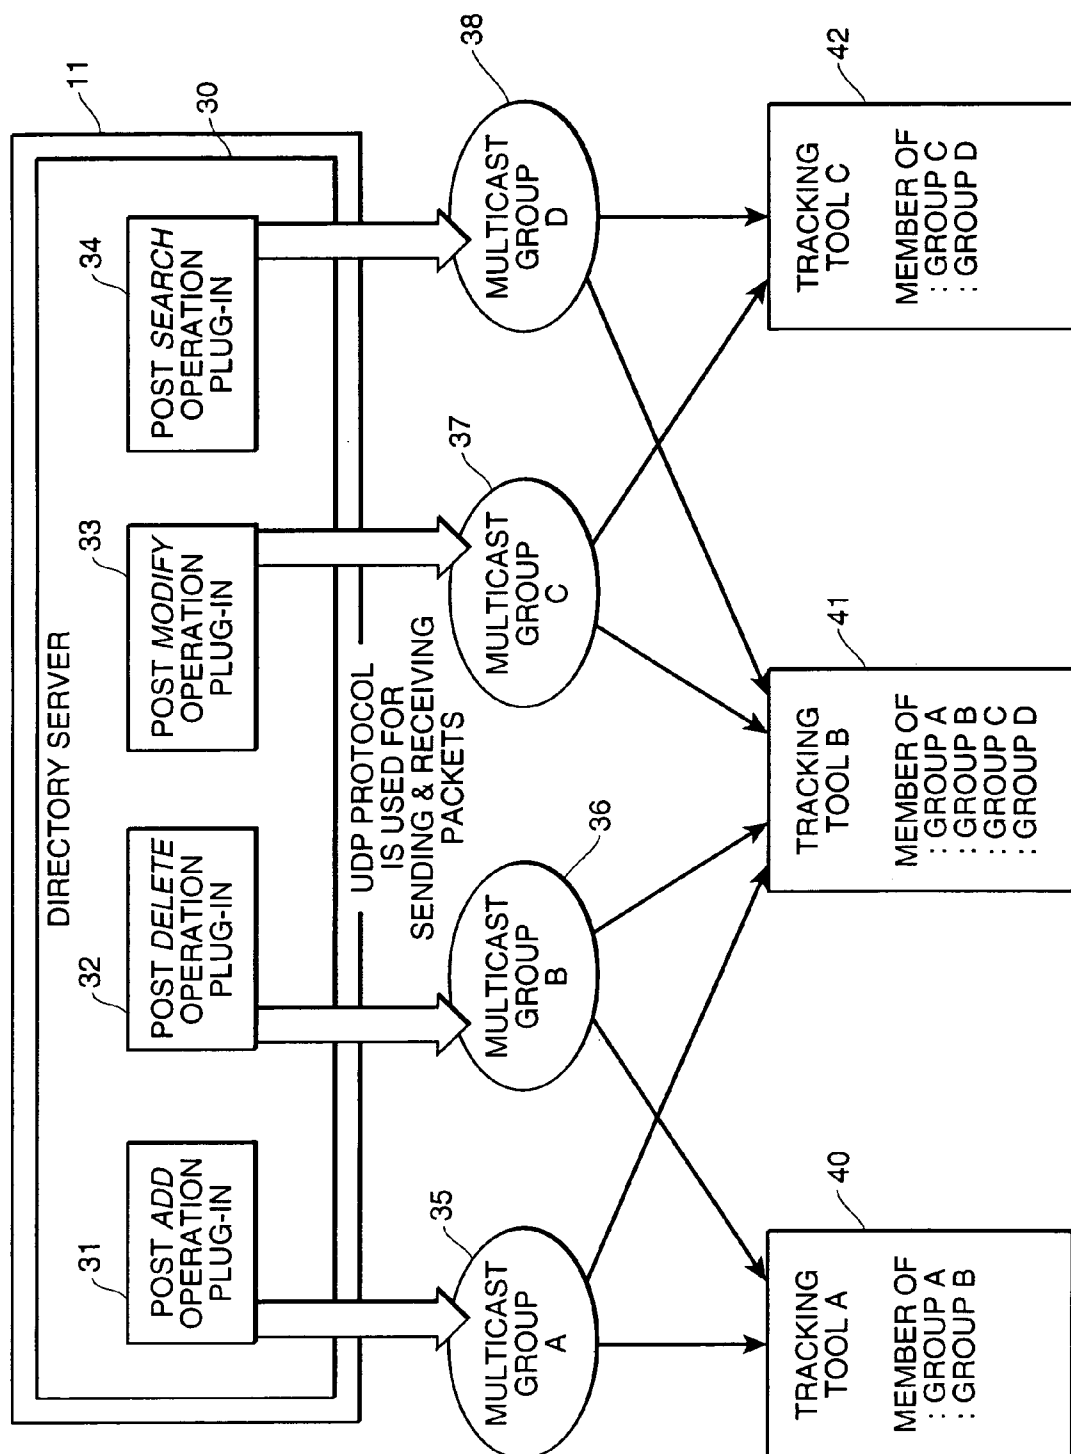 11
30
DIRECTORY SERVER
31
POST ADD
OPERATION
PLUG-IN
32
POST DELETE
OPERATION
PLUG-IN
33
POST MODIFY
OPERATION
PLUG-IN
34
POST SEARCH
OPERATION
PLUG-IN
UDP PROTOCOL
IS USED FOR
SENDING & RECEIVING
PACKETS
35
MULTICAST
GROUP
A
36
MULTICAST
GROUP
B
37
MULTICAST
GROUP
C
38
MULTICAST
GROUP
D
40
TRACKING
TOOL A
MEMBER OF
: GROUP A
: GROUP B
41
TRACKING
TOOL B
MEMBER OF
: GROUP A
: GROUP B
: GROUP C
: GROUP D
42
TRACKING
TOOL C
MEMBER OF
: GROUP C
: GROUP D